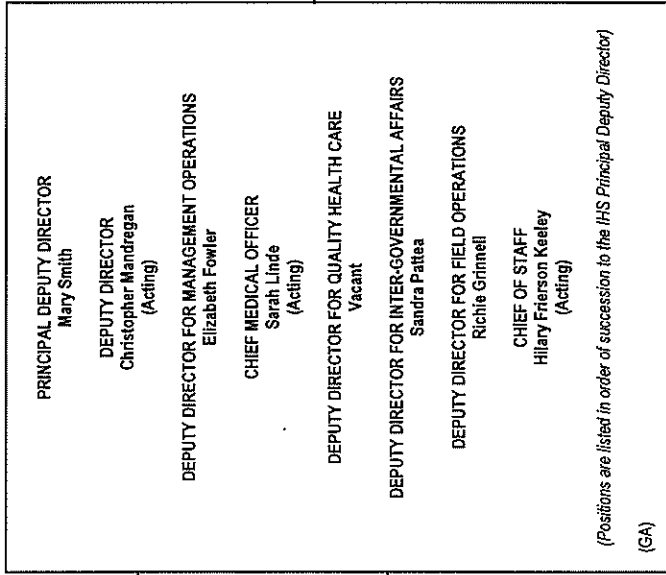 PRINCIPAL DEPUTY DIRECTOR
Mary Smith
DEPUTY DIRECTOR
Christopher Mandregan
(Acting)
DEPUTY DIRECTOR FOR MANAGEMENT OPERATIONS
Elizabeth Fowler
CHIEF MEDICAL OFFICER
Sarah Linde
(Acting)
DEPUTY DIRECTOR FOR QUALITY HEALTH CARE
Vacant
DEPUTY DIRECTOR FOR INTER-GOVERNMENTAL AFFAIRS
Sandra Pattea
DEPUTY DIRECTOR FOR FIELD OPERATIONS
Richie Grinnell
CHIEF OF STAFF
Hilary Frierson Keeley
(Acting)
(Positions are listed in order of succession to the IHS Principal Deputy Director)
(GA)